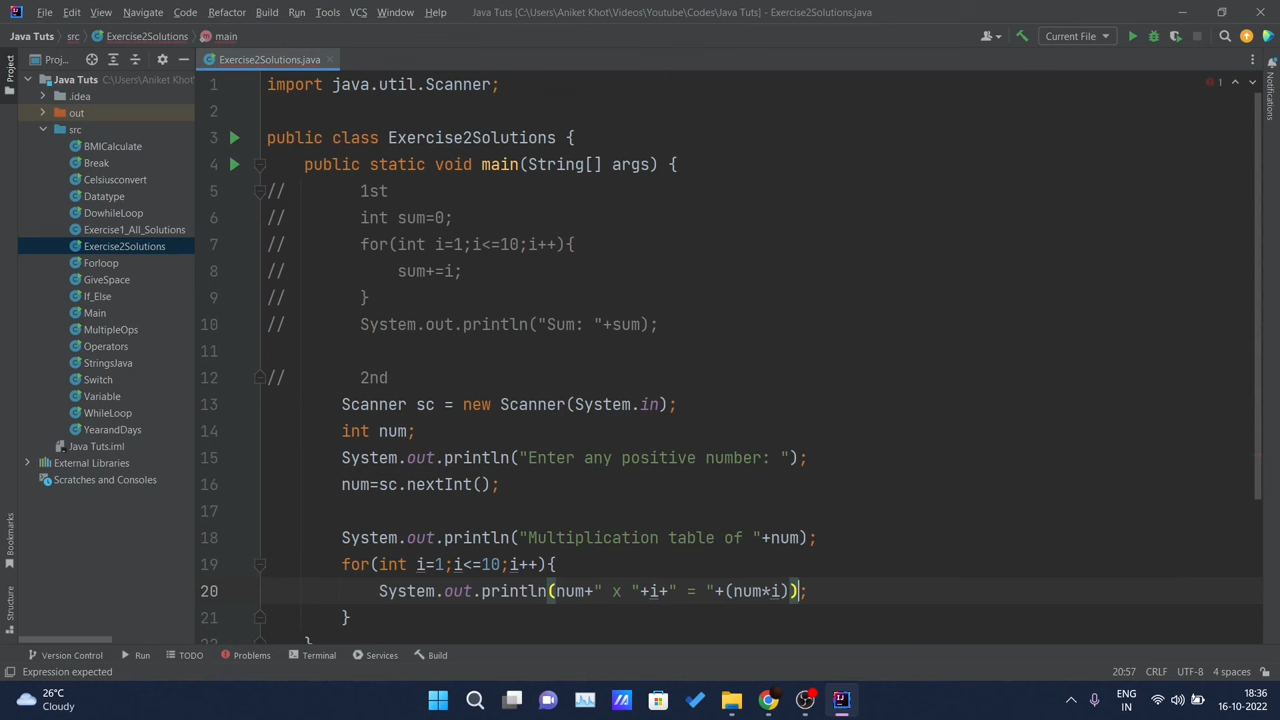 File Edit View Navigate Code Refactor Build Run Tools VCS Window Help Java Tuts [C:\Users\Aniket Khot\Videos\Youtube\Codes\Java Tuts] - Exercise2Solutions.java
Java Tuts src Exercise2Solutions main Current File
Proj... Exercise2Solutions.java
Project
Java Tuts C:\Users\Aniket Khot
.idea
out
src
BMICalculate
Break
Celsiusconvert
Datatype
DowhileLoop
Exercise1_All_Solutions
Exercise2Solutions
Forloop
GiveSpace
If_Else
Main
MultipleOps
Operators
StringsJava
Switch
Variable
WhileLoop
YearandDays
Java Tuts.iml
External Libraries
Scratches and Consoles
Bookmarks
Structure
Notifications
1
1 import java.util.Scanner;
2
3 public class Exercise2Solutions {
4 public static void main(String[] args) {
5 // 1st
6 // int sum=0;
7 // for(int i=1;i<=10;i++){
8 // sum+=i;
9 // }
10 // System.out.println("Sum: "+sum);
11
12 // 2nd
13 Scanner sc = new Scanner(System.in);
14 int num;
15 System.out.println("Enter any positive number: ");
16 num=sc.nextInt();
17
18 System.out.println("Multiplication table of "+num);
19 for(int i=1;i<=10;i++){
20 System.out.println(num+" x "+i+" = "+(num*i));
21 }
22 }
Version Control Run TODO Problems Terminal Services Build
Expression expected 20:57 CRLF UTF-8 4 spaces
26°C
Cloudy
ENG
IN
18:36
16-10-2022